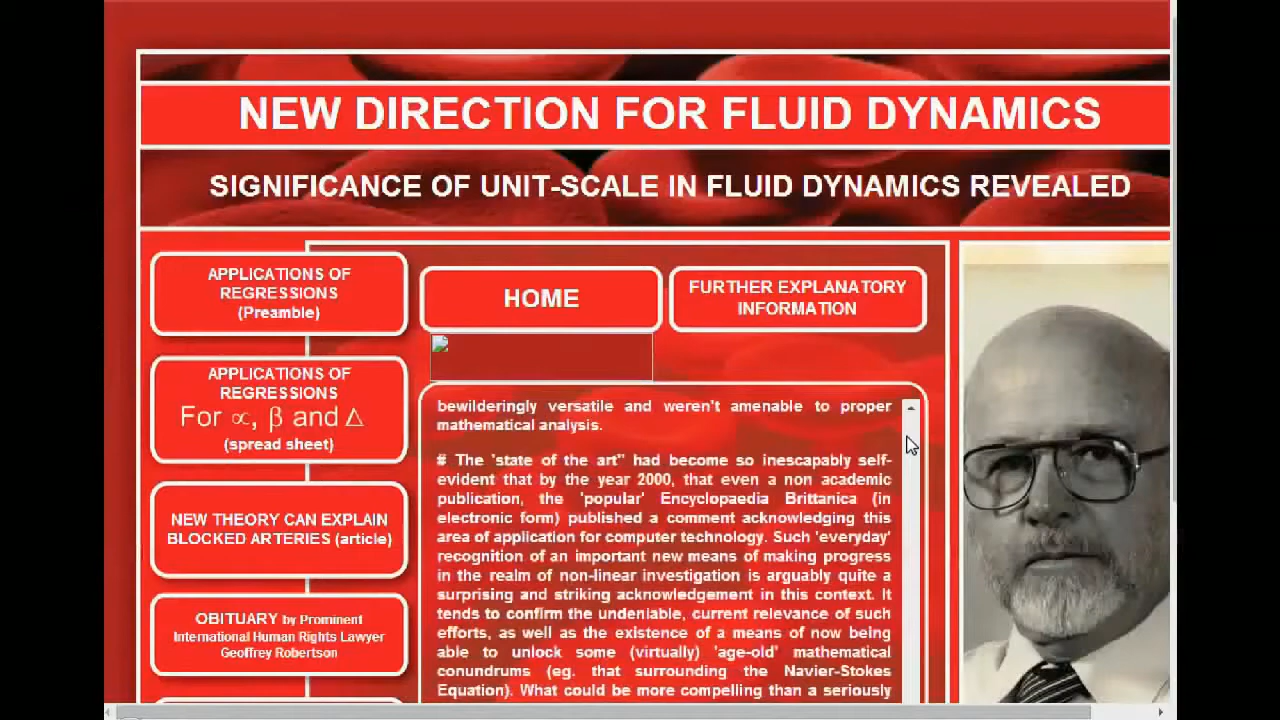 NEW DIRECTION FOR FLUID DYNAMICS
SIGNIFICANCE OF UNIT-SCALE IN FLUID DYNAMICS REVEALED
APPLICATIONS OF
REGRESSIONS
(Preamble)
APPLICATIONS OF
REGRESSIONS
For ∝, β and Δ
(spread sheet)
NEW THEORY CAN EXPLAIN
BLOCKED ARTERIES (article)
OBITUARY by Prominent
International Human Rights Lawyer
Geoffrey Robertson
HOME
FURTHER EXPLANATORY
INFORMATION
bewilderingly versatile and weren't amenable to proper
mathematical analysis.
# The 'state of the art" had become so inescapably self-
evident that by the year 2000, that even a non academic
publication, the 'popular' Encyclopaedia Brittanica (in
electronic form) published a comment acknowledging this
area of application for computer technology. Such 'everyday'
recognition of an important new means of making progress
in the realm of non-linear investigation is arguably quite a
surprising and striking acknowledgement in this context. It
tends to confirm the undeniable, current relevance of such
efforts, as well as the existence of a means of now being
able to unlock some (virtually) 'age-old' mathematical
conundrums (eg. that surrounding the Navier-Stokes
Equation). What could be more compelling than a seriously